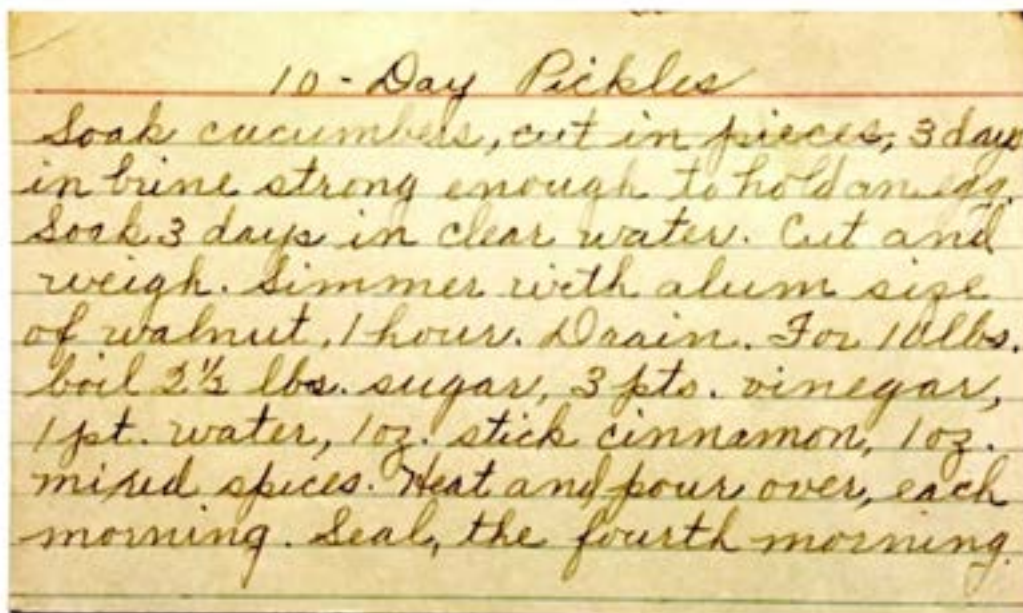 10 - Day Pickles
Soak cucumbers, cut in pieces, 3 days
in brine strong enough to hold an egg.
Soak 3 days in clear water. Cut and
weigh. Simmer with alum size
of walnut, 1 hour. Drain. For 10 lbs.
boil 2½ lbs. sugar, 3 pts. vinegar,
1 pt. water, 1 oz. stick cinnamon, 1 oz.
mixed spices. Heat and pour over, each
morning. Seal, the fourth morning.